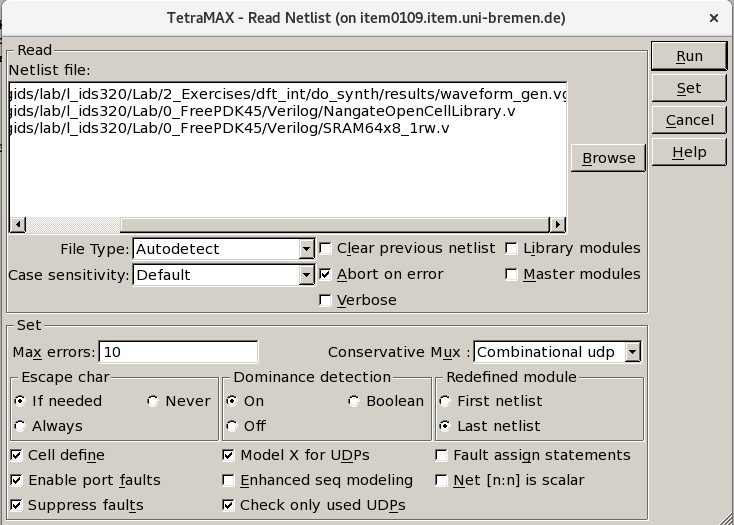 TetraMAX - Read Netlist (on item0109.item.uni-bremen.de)
Read
Run
Netlist file:
gids/lab/l_ids320/Lab/2_Exercises/dft_int/do_synth/results/waveform_gen.vg
gids/lab/l_ids320/Lab/0_FreePDK45/Verilog/NangateOpenCellLibrary.v
gids/lab/l_ids320/Lab/0_FreePDK45/Verilog/SRAM64x8_1rw.v
Set
Cancel
Help
Browse
File Type: Autodetect Clear previous netlist Library modules
Case sensitivity: Default Abort on error Master modules
Verbose
Set
Max errors: 10 Conservative Mux : Combinational udp
Escape char Dominance detection Redefined module
If needed Never On Boolean First netlist
Always Off Last netlist
Cell define Model X for UDPs Fault assign statements
Enable port faults Enhanced seq modeling Net [n:n] is scalar
Suppress faults Check only used UDPs